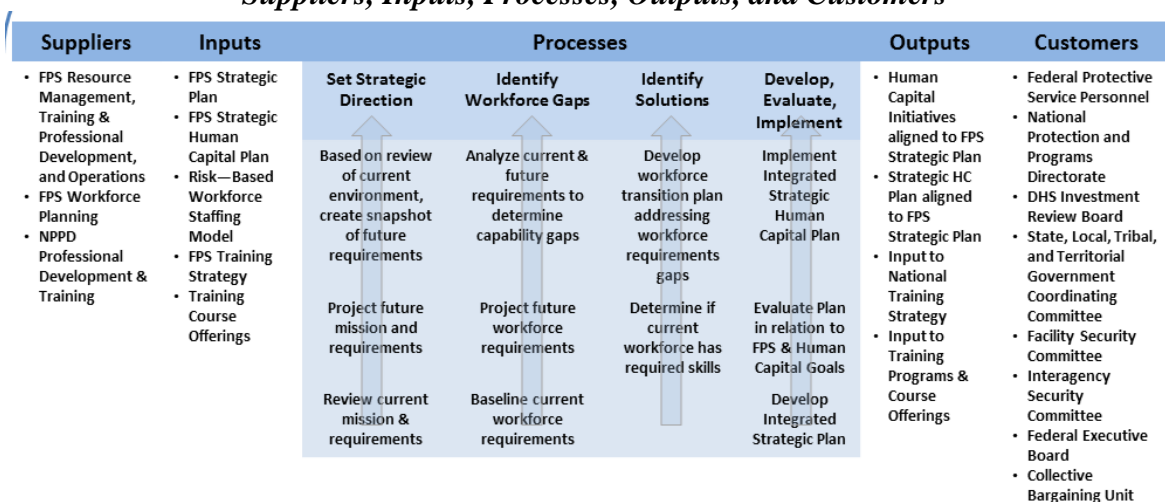 Suppliers, Inputs, Processes, Outputs, and Customers
Suppliers
Inputs
Processes
Outputs
Customers
• FPS Resource
Management,
Training &
Professional
Development,
and Operations
• FPS Workforce
Planning
• NPPD
Professional
Development &
Training
• FPS Strategic
Plan
• FPS Strategic
Human
Capital Plan
• Risk—Based
Workforce
Staffing
Model
• FPS Training
Strategy
• Training
Course
Offerings
Set Strategic
Direction
Based on review
of current
environment,
create snapshot
of future
requirements
Project future
mission and
requirements
Review current
mission &
requirements
Identify
Workforce Gaps
Analyze current &
future
requirements to
determine
capability gaps
Project future
workforce
requirements
Baseline current
workforce
requirements
Identify
Solutions
Develop
workforce
transition plan
addressing
workforce
requirements
gaps
Determine if
current
workforce has
required skills
Develop,
Evaluate,
Implement
Implement
Integrated
Strategic
Human
Capital Plan
Evaluate Plan
in relation to
FPS & Human
Capital Goals
Develop
Integrated
Strategic Plan
• Human
Capital
Initiatives
aligned to FPS
Strategic Plan
• Strategic HC
Plan aligned
to FPS
Strategic Plan
• Input to
National
Training
Strategy
• Input to
Training
Programs &
Course
Offerings
• Federal Protective
Service Personnel
• National
Protection and
Programs
Directorate
• DHS Investment
Review Board
• State, Local, Tribal,
and Territorial
Government
Coordinating
Committee
• Facility Security
Committee
• Interagency
Security
Committee
• Federal Executive
Board
• Collective
Bargaining Unit